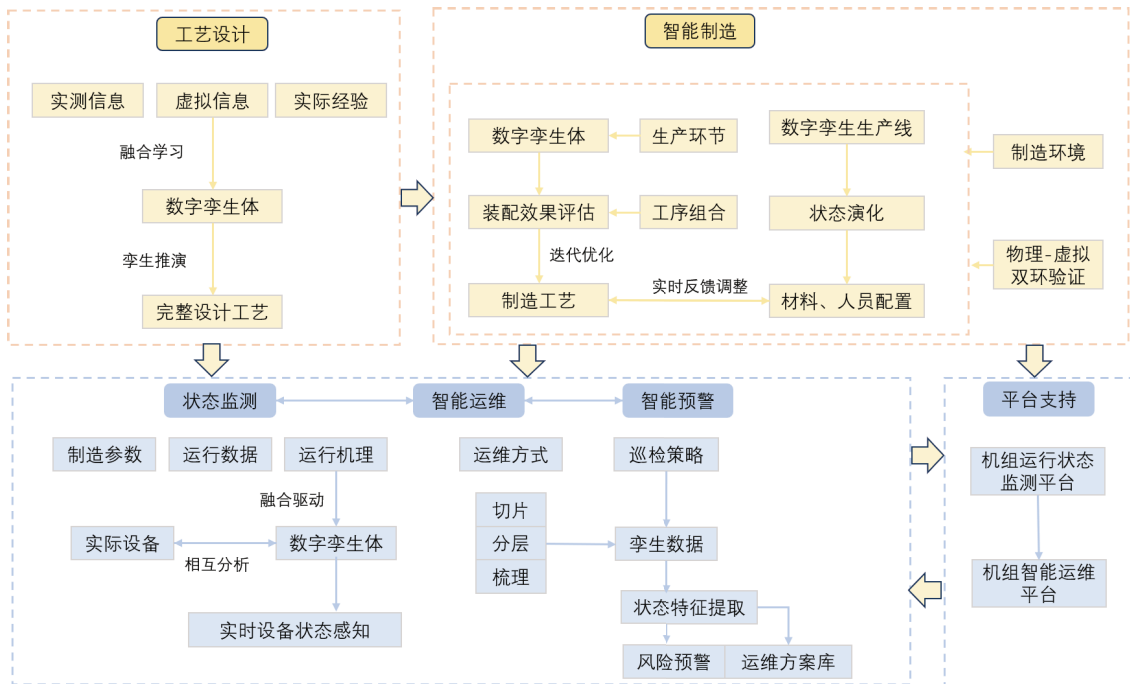 工艺设计
实测信息
虚拟信息
实际经验
融合学习
数字孪生体
孪生推演
完整设计工艺
智能制造
数字孪生体
生产环节
数字孪生生产线
制造环境
装配效果评估
工序组合
状态演化
迭代优化
物理-虚拟
双环验证
实时反馈调整
制造工艺
材料、人员配置
状态监测
智能运维
智能预警
制造参数
运行数据
运行机理
运维方式
巡检策略
融合驱动
切片
分层
梳理
实际设备
数字孪生体
孪生数据
相互分析
状态特征提取
实时设备状态感知
风险预警
运维方案库
平台支持
机组运行状态
监测平台
机组智能运维
平台